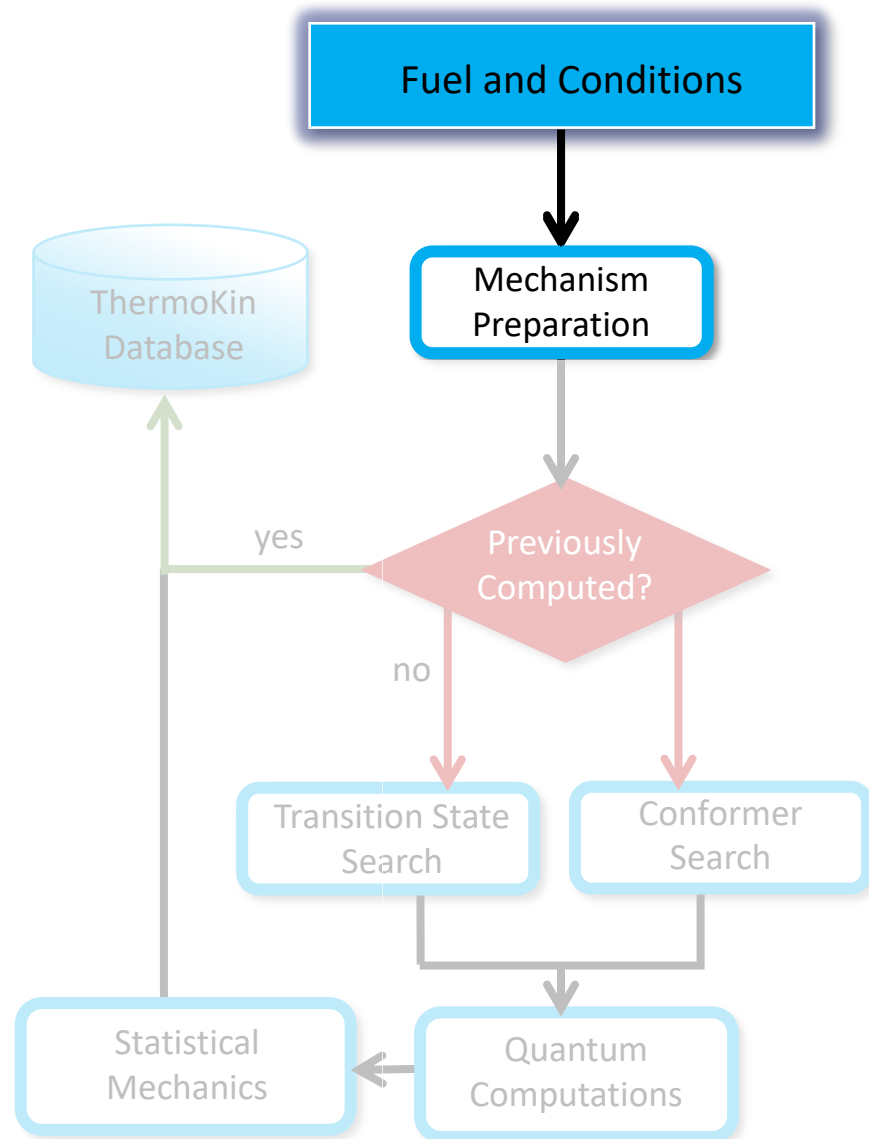 Fuel and Conditions
Mechanism
Preparation
ThermoKin
Database
yes
Previously
Computed?
no
Transition State
Search
Conformer
Search
Statistical
Mechanics
Quantum
Computations